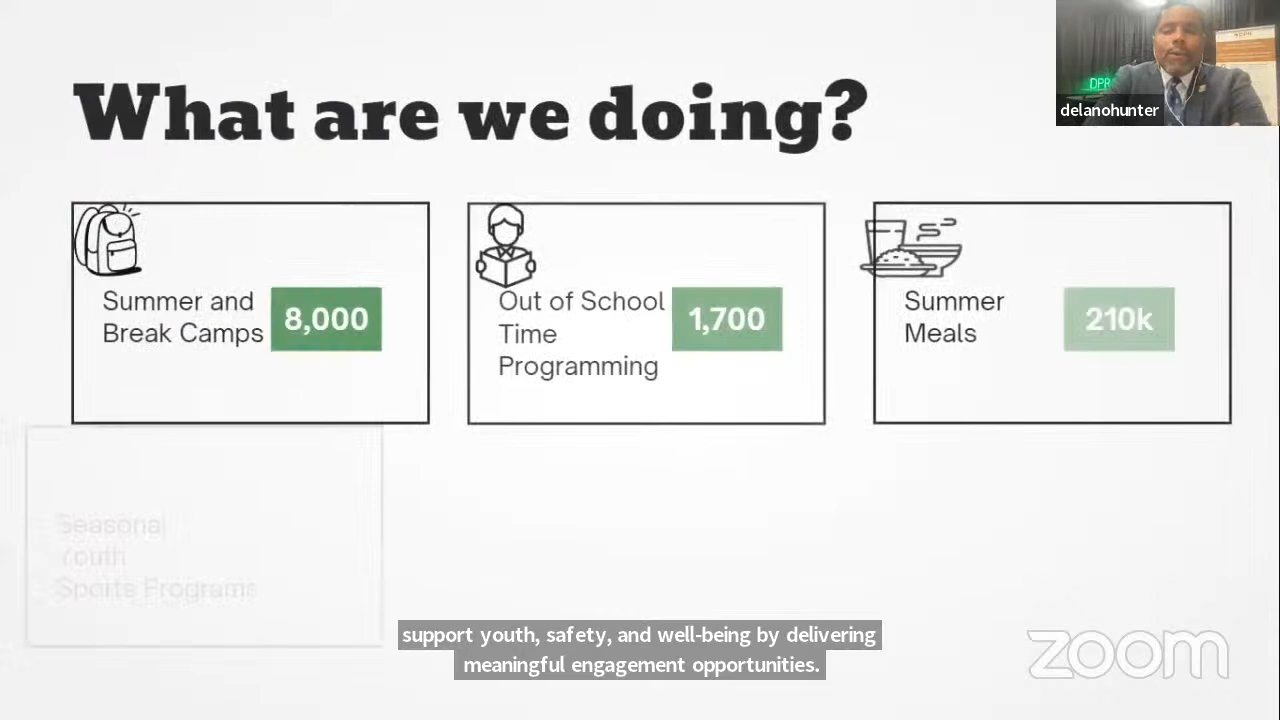 What are we doing?
DPR
delanohunter
Summer and
Break Camps
8,000
Out of School
Time
Programming
1,700
Summer
Meals
210k
Seasonal
Youth
Sports Programs
support youth, safety, and well-being by delivering
meaningful engagement opportunities.
zoom